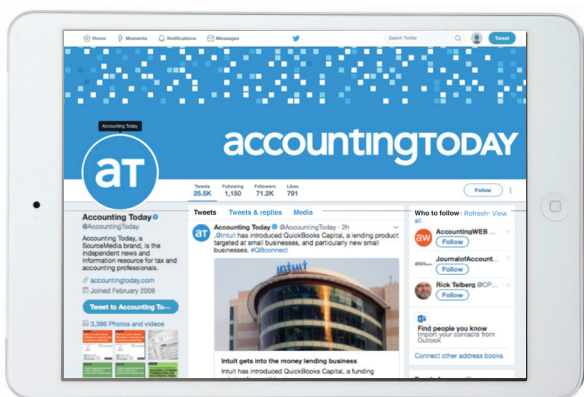 Home Moments Notifications Messages Search Twitter Tweet
Accounting Today
accountingTODAY
aT
Tweets Following Followers Likes
25.5K 1,150 71.2K 791
Follow
Accounting Today
@AccountingToday
Accounting Today, a
SourceMedia brand, is the
independent news and
information resource for tax and
accounting professionals.
accountingtoday.com
Joined February 2009
Tweet to Accounting To...
3,386 Photos and videos
Tweets Tweets & replies Media
aT
Accounting Today @AccountingToday · 2h
.@Intuit has introduced QuickBooks Capital, a lending product
targeted at small businesses, and particularly new small
businesses. #QBconnect
intuit
Intuit gets into the money lending business
Intuit has introduced QuickBooks Capital, a funding
Who to follow · Refresh · View
all
aw
AccountingWEB ...
Follow
JournalofAccount...
Follow
Rick Telberg @CP...
Follow
Find people you know
Import your contacts from
Outlook
Connect other address books